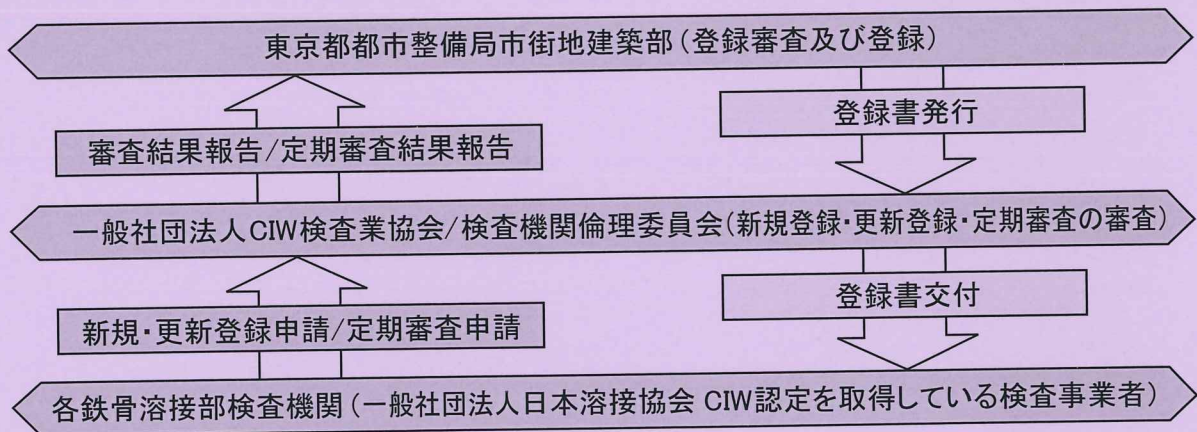 東京都都市整備局市街地建築部(登録審査及び登録)
審査結果報告/定期審査結果報告
登録書発行
一般社団法人CIW検査業協会/検査機関倫理委員会(新規登録・更新登録・定期審査の審査)
新規・更新登録申請/定期審査申請
登録書交付
各鉄骨溶接部検査機関(一般社団法人日本溶接協会 CIW認定を取得している検査事業者)